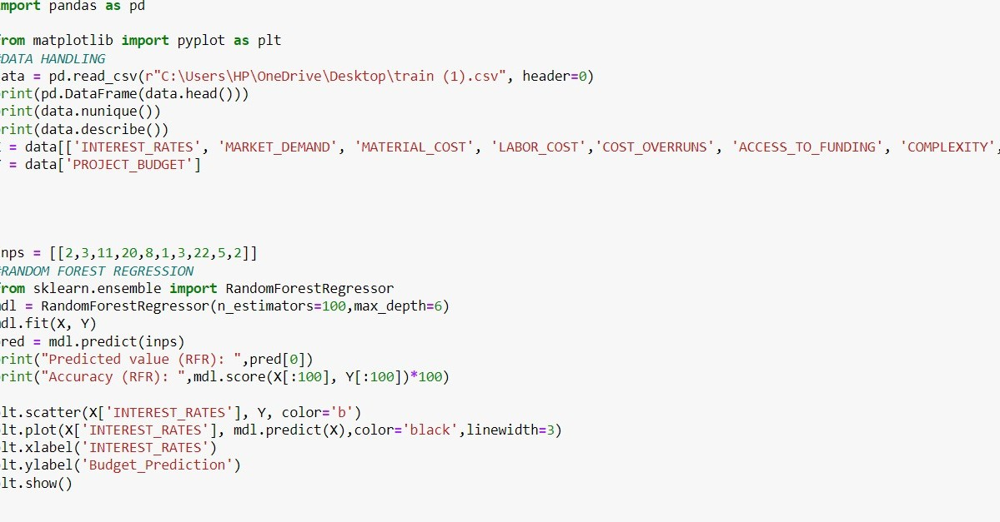 mport pandas as pd
rom matplotlib import pyplot as plt
#DATA HANDLING
ata = pd.read_csv(r"C:\Users\HP\OneDrive\Desktop\train (1).csv", header=0)
rint(pd.DataFrame(data.head()))
rint(data.nunique())
rint(data.describe())
= data[['INTEREST_RATES', 'MARKET_DEMAND', 'MATERIAL_COST', 'LABOR_COST','COST_OVERRUNS', 'ACCESS_TO_FUNDING', 'COMPLEXITY',
= data['PROJECT_BUDGET']
nps = [[2,3,11,20,8,1,3,22,5,2]]
#RANDOM FOREST REGRESSION
rom sklearn.ensemble import RandomForestRegressor
mdl = RandomForestRegressor(n_estimators=100,max_depth=6)
mdl.fit(X, Y)
pred = mdl.predict(inps)
rint("Predicted value (RFR): ",pred[0])
rint("Accuracy (RFR): ",mdl.score(X[:100], Y[:100])*100)
lt.scatter(X['INTEREST_RATES'], Y, color='b')
lt.plot(X['INTEREST_RATES'], mdl.predict(X),color='black',linewidth=3)
lt.xlabel('INTEREST_RATES')
lt.ylabel('Budget_Prediction')
lt.show()